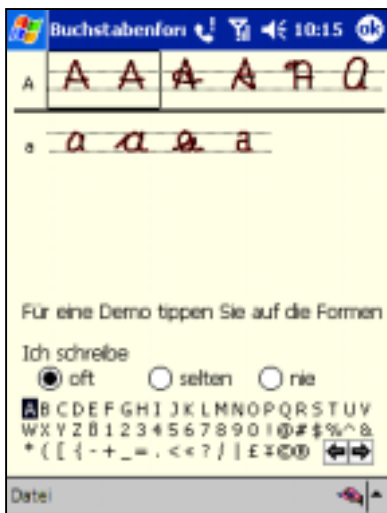 Buchstabenfor 10:15 ok
A A A A A A A
a a a a a
Für eine Demo tippen Sie auf die Formen
Ich schreibe
oft selten nie
A B C D E F G H I J K L M N O P Q R S T U V
W X Y Z ß 1 2 3 4 5 6 7 8 9 0 ! @ # $ % ^ &
* ( [ { - + _ = . < « ? / | £ ¥ © ®
Datei